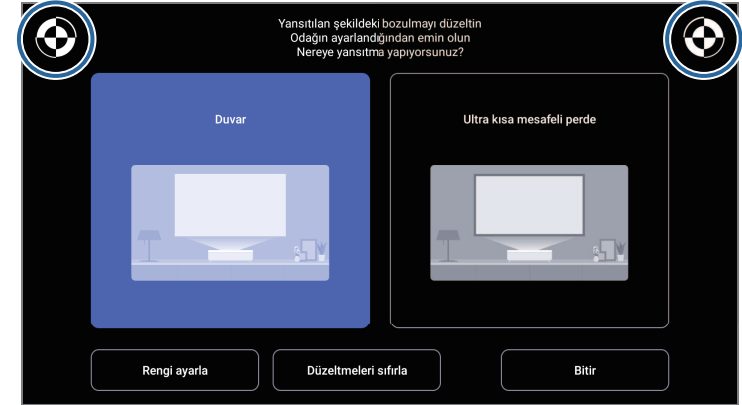 Yansıtılan şekildeki bozulmayı düzeltin
Odağın ayarlandığından emin olun
Nereye yansıtma yapıyorsunuz?
Duvar
Ultra kısa mesafeli perde
Rengi ayarla
Düzeltmeleri sıfırla
Bitir